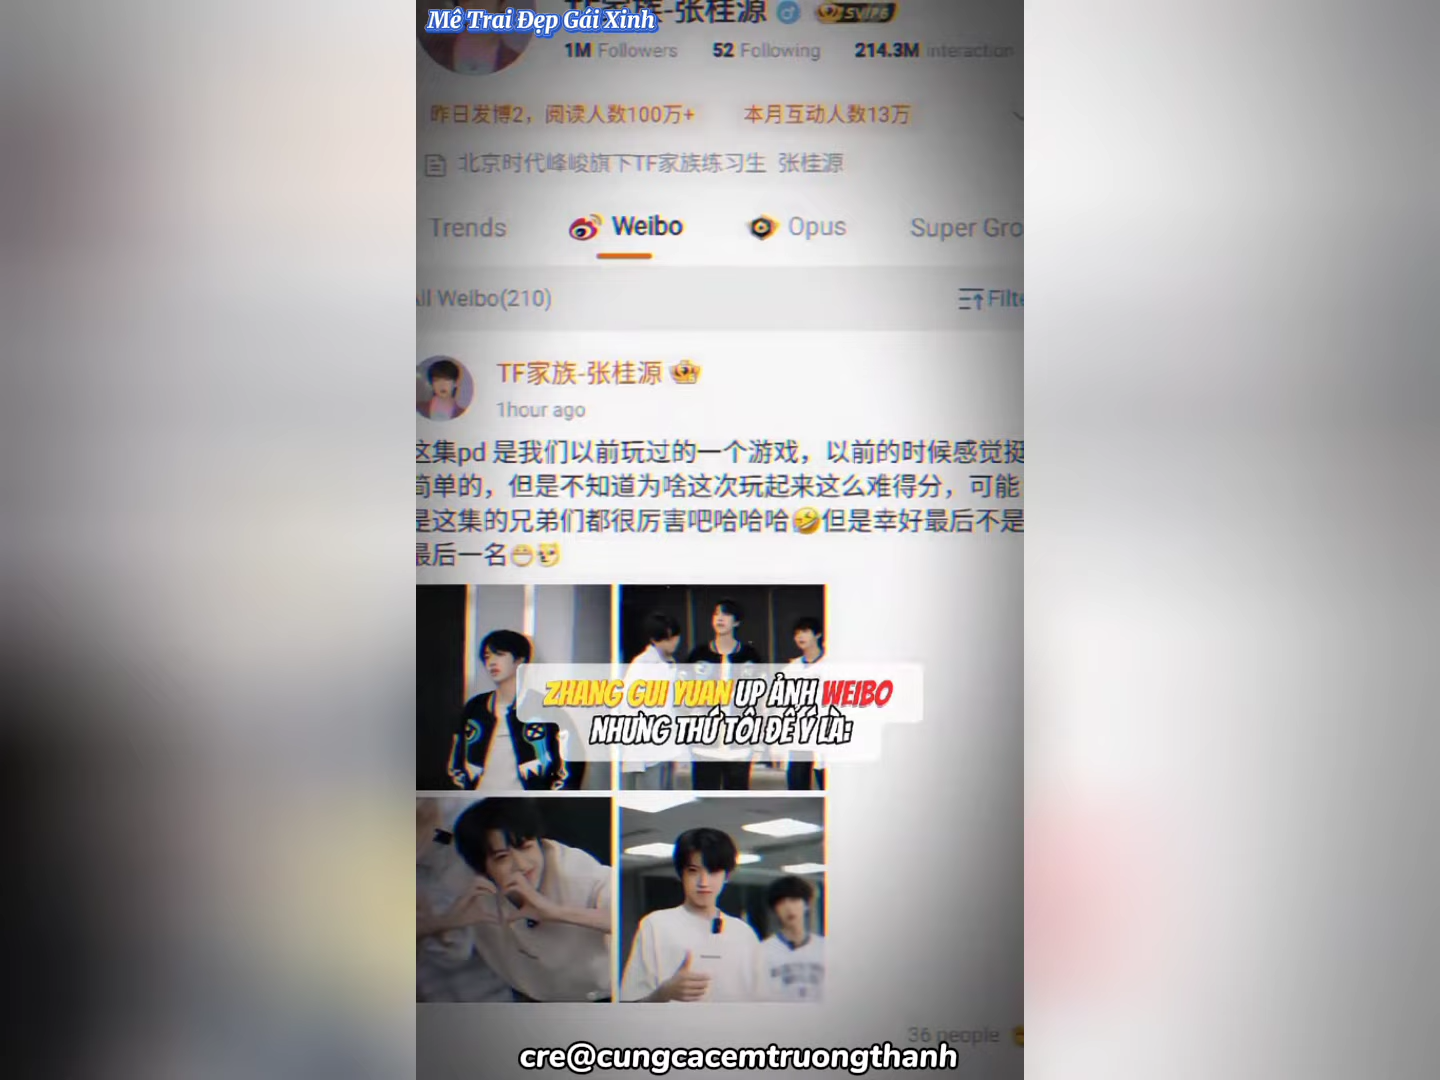 Mê Trai Đẹp Gái Xinh
TF家族-张桂源
1M Followers 52 Following 214.3M Interaction
昨日发博2，阅读人数100万+ 本月互动人数13万
北京时代峰峻旗下TF家族练习生 张桂源
Trends Weibo Opus Super Gro
All Weibo(210) Filte
TF家族-张桂源
1hour ago
这集pd 是我们以前玩过的一个游戏，以前的时候感觉挺
简单的，但是不知道为啥这次玩起来这么难得分，可能
是这集的兄弟们都很厉害吧哈哈哈🤣但是幸好最后不是
最后一名
ZHANG GUI YUAN UP ẢNH WEIBO
NHƯNG THỨ TÔI ĐỂ Ý LÀ:
36 people
cre@cungcacemtruongthanh